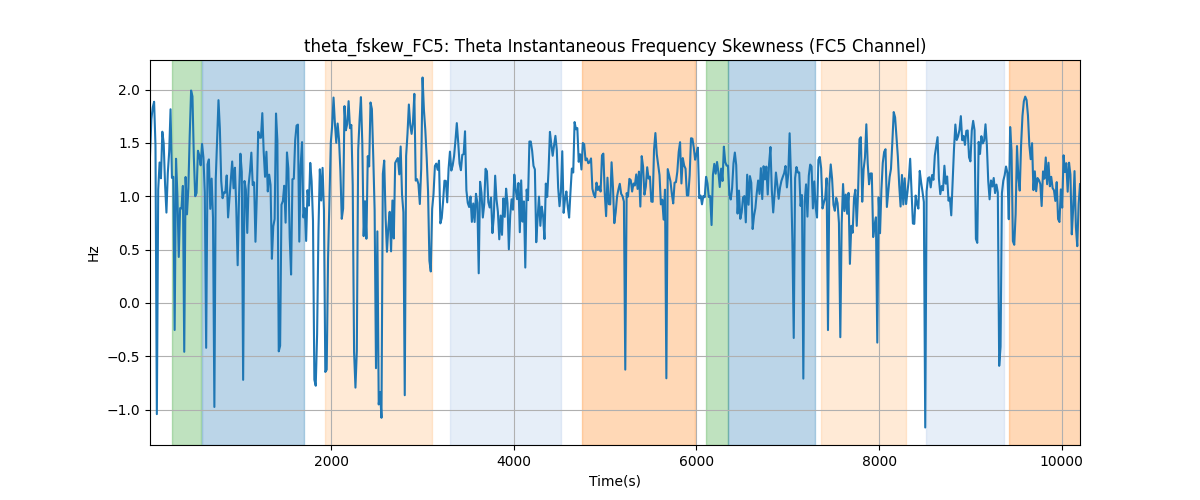 theta_fskew_FC5: Theta Instantaneous Frequency Skewness (FC5 Channel)
2.0
1.5
1.0
0.5
0.0
−0.5
−1.0
Hz
2000 4000 6000 8000 10000
Time(s)